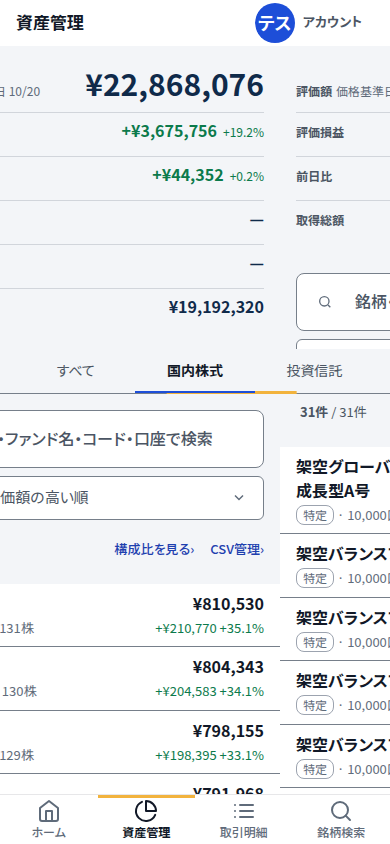 資産管理
テス アカウント
日 10/20
¥22,868,076
+¥3,675,756 +19.2%
+¥44,352 +0.2%
—
—
¥19,192,320
評価額 価格基準日
評価損益
前日比
取得総額
銘柄・
すべて 国内株式 投資信託
・ファンド名・コード・口座で検索
価額の高い順
構成比を見る› CSV管理›
¥810,530
131株 +¥210,770 +35.1%
¥804,343
130株 +¥204,583 +34.1%
¥798,155
129株 +¥198,395 +33.1%
¥791,968
31件 / 31件
架空グローバ
成長型A号
特定 · 10,000
架空バランス
特定 · 10,000
架空バランス
特定 · 10,000
架空バランス
特定 · 10,000
架空バランス
特定 · 10,000
ホーム 資産管理 取引明細 銘柄検索